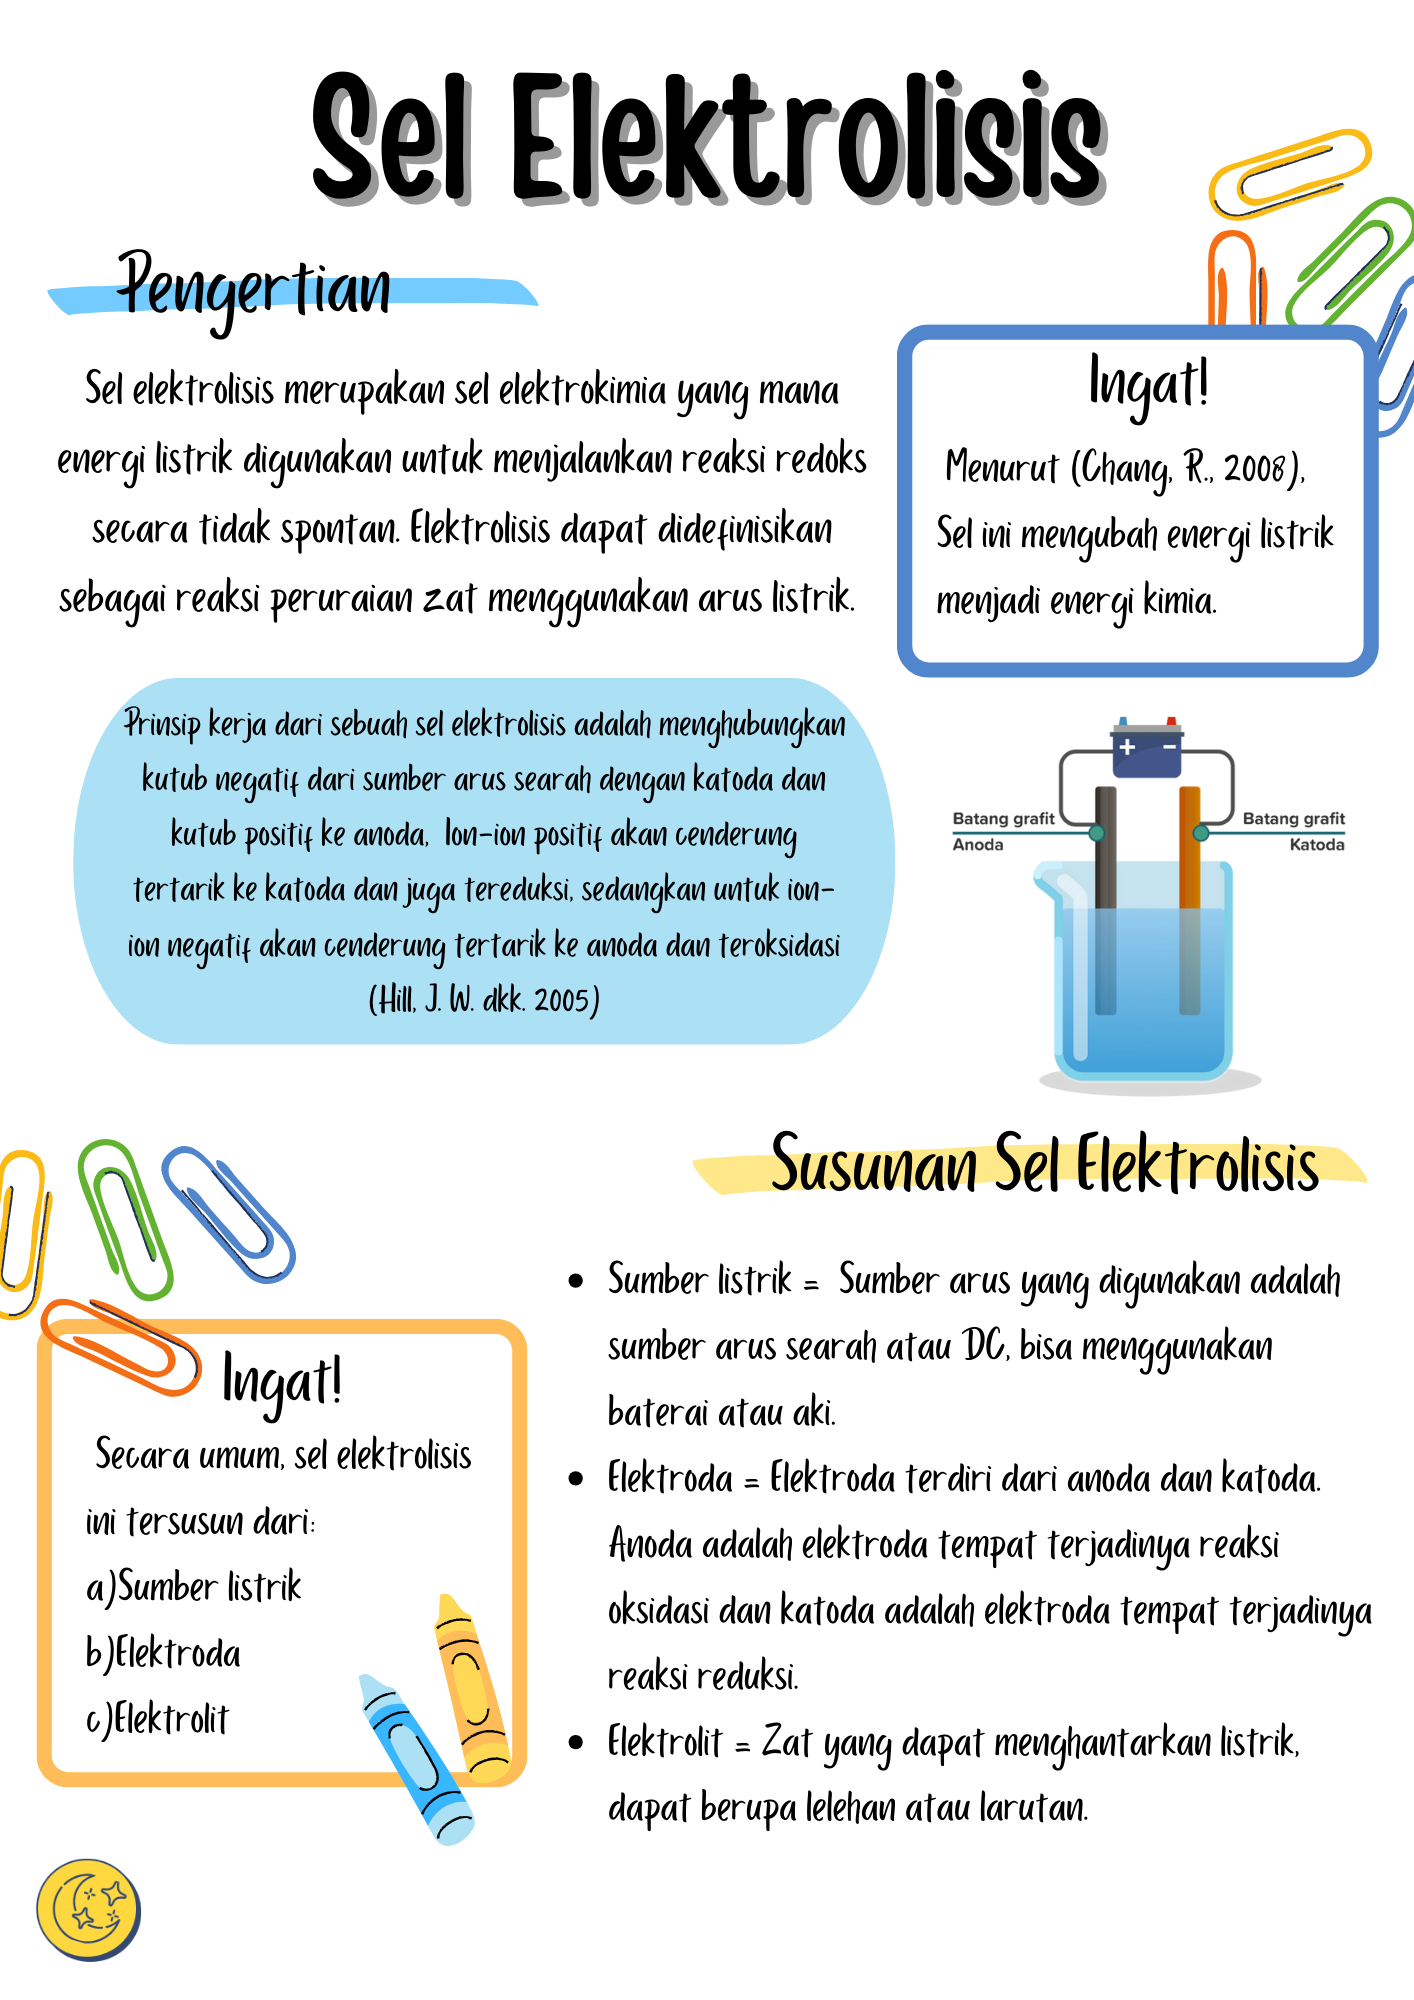 Sel Elektrolisis
Pengertian
Sel elektrolisis merupakan sel elektrokimia yang mana
energi listrik digunakan untuk menjalankan reaksi redoks
secara tidak spontan. Elektrolisis dapat didefinisikan
sebagai reaksi peruraian zat menggunakan arus listrik.
Ingat!
Menurut (Chang, R., 2008),
Sel ini mengubah energi listrik
menjadi energi kimia.
Prinsip kerja dari sebuah sel elektrolisis adalah menghubungkan
kutub negatif dari sumber arus searah dengan katoda dan
kutub positif ke anoda, Ion-ion positif akan cenderung
tertarik ke katoda dan juga tereduksi, sedangkan untuk ion-
ion negatif akan cenderung tertarik ke anoda dan teroksidasi
(Hill, J. W. dkk. 2005)
+ −
Batang grafit
Anoda
Batang grafit
Katoda
Susunan Sel Elektrolisis
• Sumber listrik = Sumber arus yang digunakan adalah
sumber arus searah atau DC, bisa menggunakan
baterai atau aki.
• Elektroda = Elektroda terdiri dari anoda dan katoda.
Anoda adalah elektroda tempat terjadinya reaksi
oksidasi dan katoda adalah elektroda tempat terjadinya
reaksi reduksi.
• Elektrolit = Zat yang dapat menghantarkan listrik,
dapat berupa lelehan atau larutan.
Ingat!
Secara umum, sel elektrolisis
ini tersusun dari:
a)Sumber listrik
b)Elektroda
c)Elektrolit